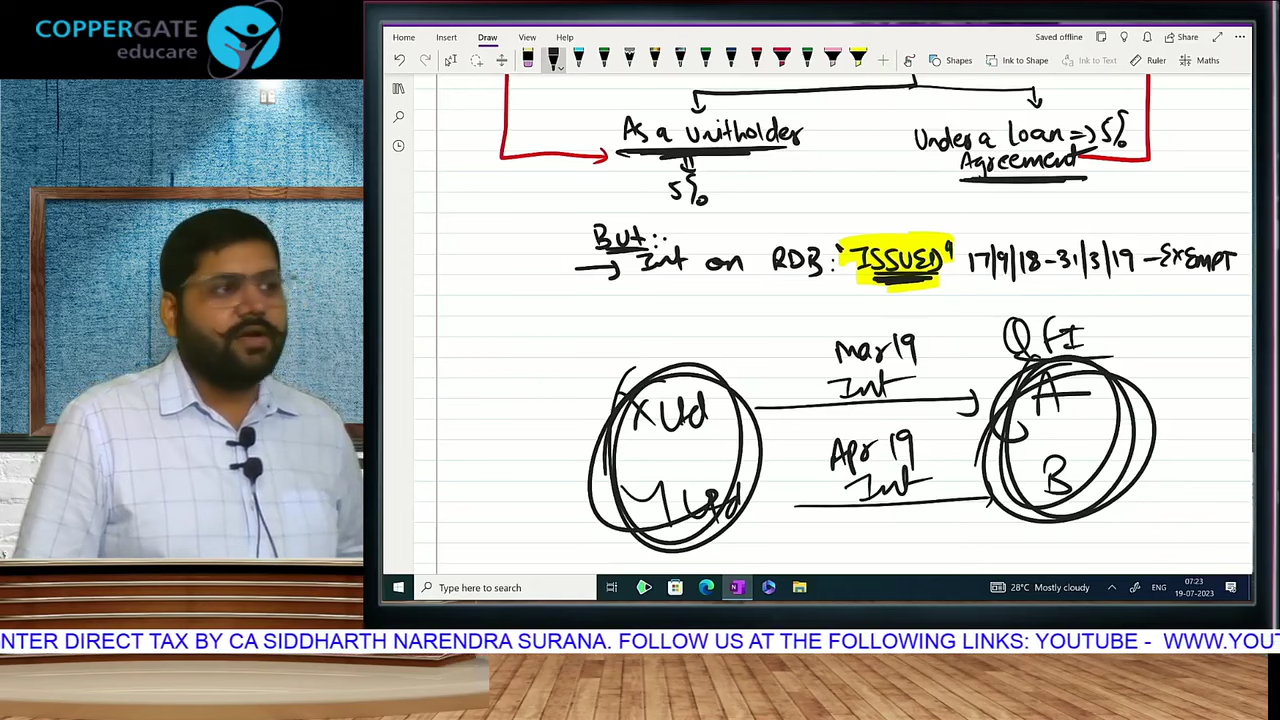 COPPERGATE
educare
Home Insert Draw View Help
Saved offline
Share
Shapes
Ink to Shape
Ink to Text
Ruler
Maths
As a unitholder
5%
Under a loan => 5%
Agreement
But:
Int on RDB: "ISSUED" 17/9/18-31/3/19 - EXEMPT
QFI
Mar 19
Int
X Ltd
A
Apr 19
Int
Y Ltd
B
Type here to search
28°C Mostly cloudy
ENG
07:23
19-07-2023
NTER DIRECT TAX BY CA SIDDHARTH NARENDRA SURANA. FOLLOW US AT THE FOLLOWING LINKS: YOUTUBE - WWW.YOUT